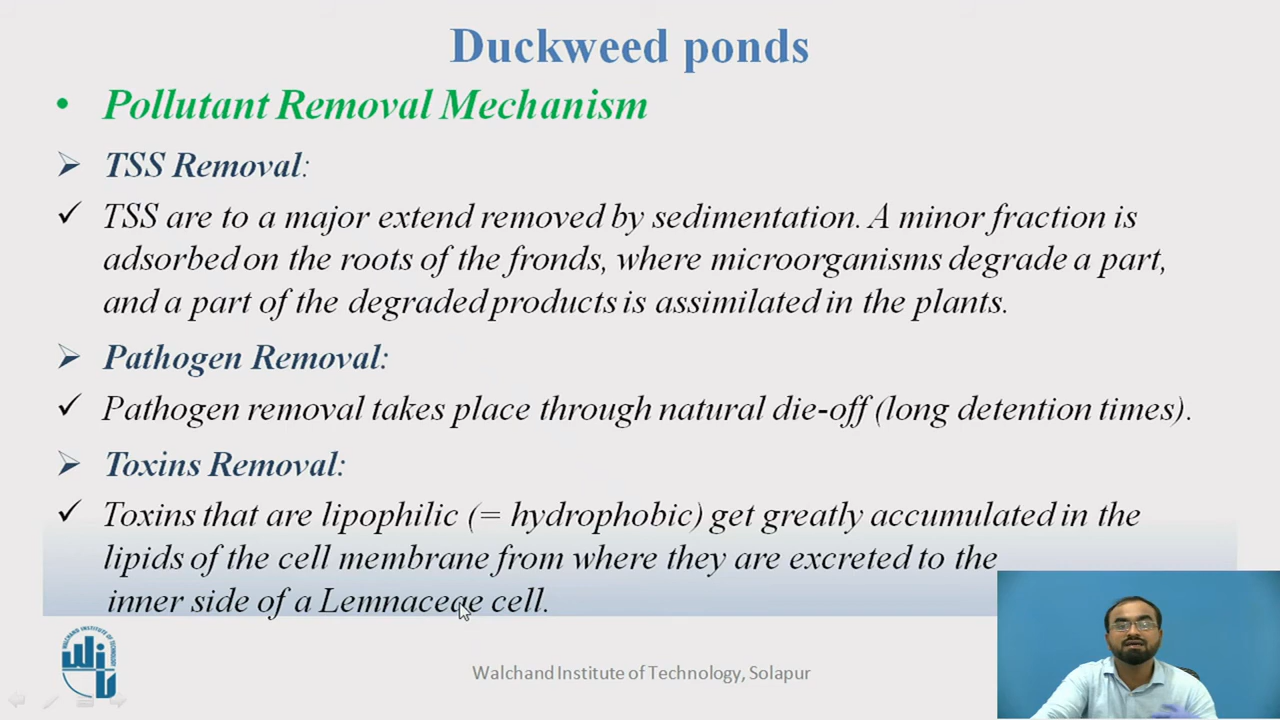 Duckweed ponds
• Pollutant Removal Mechanism
➢ TSS Removal:
✓ TSS are to a major extend removed by sedimentation. A minor fraction is
adsorbed on the roots of the fronds, where microorganisms degrade a part,
and a part of the degraded products is assimilated in the plants.
➢ Pathogen Removal:
✓ Pathogen removal takes place through natural die-off (long detention times).
➢ Toxins Removal:
✓ Toxins that are lipophilic (= hydrophobic) get greatly accumulated in the
lipids of the cell membrane from where they are excreted to the
inner side of a Lemnaceae cell.
WALCHAND INSTITUTE OF TECHNOLOGY
Walchand Institute of Technology, Solapur